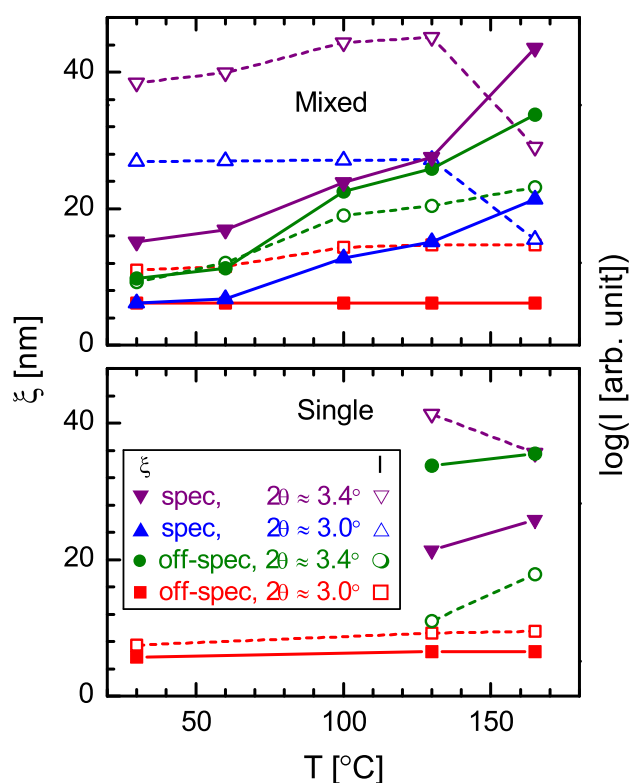 40
Mixed
20
0
ξ [nm]
log(I [arb. unit])
Single
40
ξ I
spec, 2θ ≈ 3.4°
spec, 2θ ≈ 3.0°
off-spec, 2θ ≈ 3.4°
off-spec, 2θ ≈ 3.0°
20
0
50 100 150
T [°C]